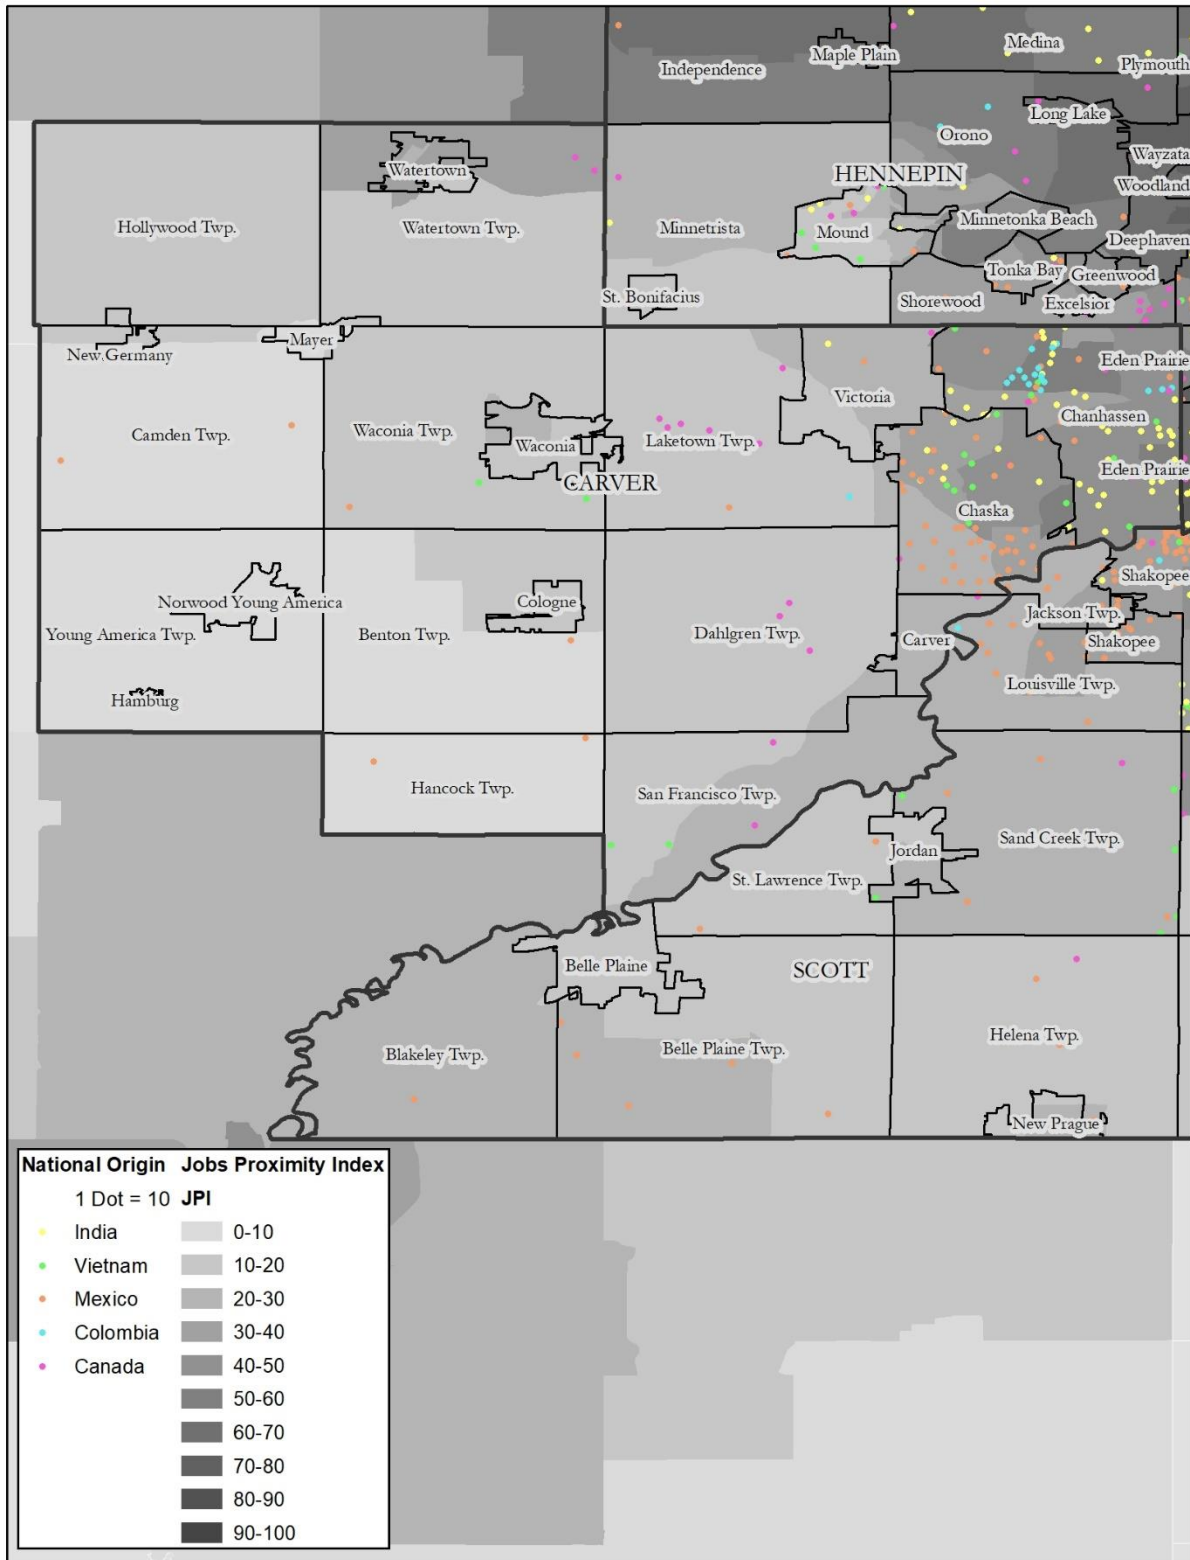 Medina
Maple Plain
Independence
Plymouth
Long Lake
Orono
Wayzata
Watertown
HENNEPIN
Woodland
Hollywood Twp.
Watertown Twp.
Minnetrista
Mound
Minnetonka Beach
Deephaven
Tonka Bay
Greenwood
St. Bonifacius
Shorewood
Excelsior
New Germany
Mayer
Eden Prairie
Victoria
Chanhassen
Camden Twp.
Waconia Twp.
Waconia
Laketown Twp.
Eden Prairie
CARVER
Chaska
Shakopee
Norwood Young America
Cologne
Jackson Twp.
Young America Twp.
Benton Twp.
Dahlgren Twp.
Carver
Shakopee
Louisville Twp.
Hamburg
Hancock Twp.
San Francisco Twp.
Sand Creek Twp.
Jordan
St. Lawrence Twp.
Belle Plaine
SCOTT
Helena Twp.
Blakeley Twp.
Belle Plaine Twp.
New Prague
National Origin Jobs Proximity Index
1 Dot = 10 JPI
India 0-10
Vietnam 10-20
Mexico 20-30
Colombia 30-40
Canada 40-50
50-60
60-70
70-80
80-90
90-100